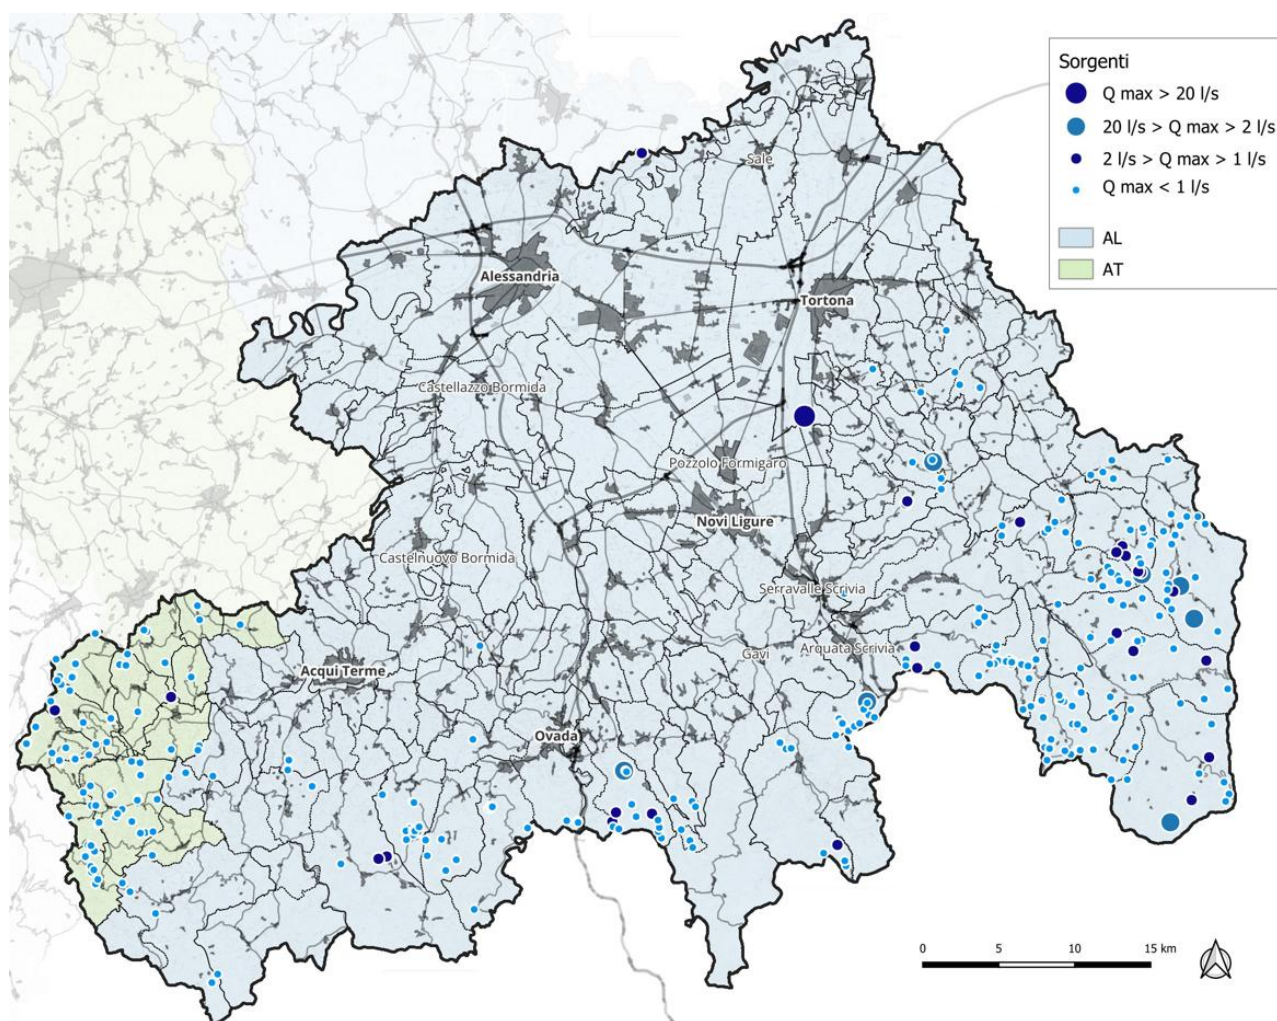 Sorgenti
Q max > 20 l/s
20 l/s > Q max > 2 l/s
2 l/s > Q max > 1 l/s
Q max < 1 l/s
AL
AT
Sale
Alessandria
Tortona
Castellazzo Bormida
Pozzolo Formigaro
Novi Ligure
Castelnuovo Bormida
Serravalle Scrivia
Gavi
Arquata Scrivia
Acqui Terme
Ovada
0 5 10 15 km